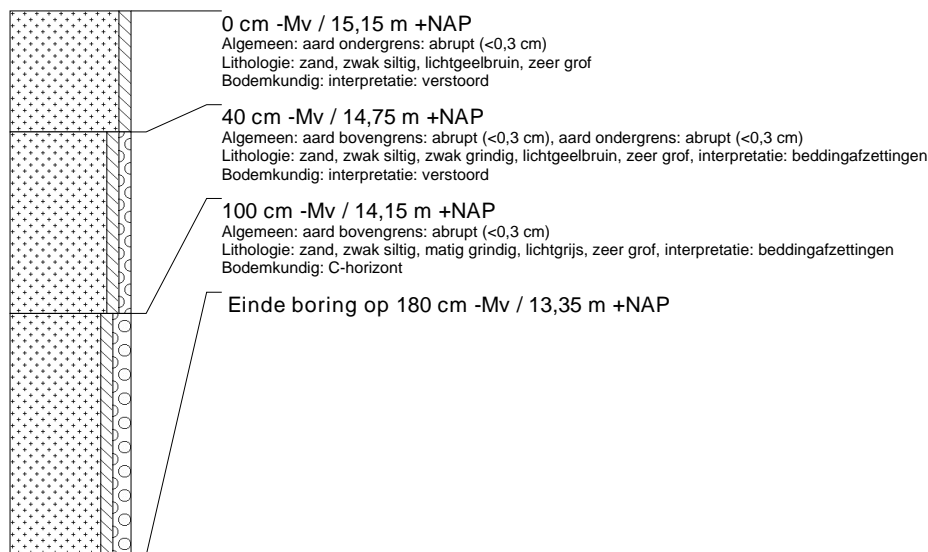 0 cm -Mv / 15,15 m +NAP
Algemeen: aard ondergrens: abrupt (<0,3 cm)
Lithologie: zand, zwak siltig, lichtgeelbruin, zeer grof
Bodemkundig: interpretatie: verstoord
40 cm -Mv / 14,75 m +NAP
Algemeen: aard bovengrens: abrupt (<0,3 cm), aard ondergrens: abrupt (<0,3 cm)
Lithologie: zand, zwak siltig, zwak grindig, lichtgeelbruin, zeer grof, interpretatie: beddingafzettingen
Bodemkundig: interpretatie: verstoord
100 cm -Mv / 14,15 m +NAP
Algemeen: aard bovengrens: abrupt (<0,3 cm)
Lithologie: zand, zwak siltig, matig grindig, lichtgrijs, zeer grof, interpretatie: beddingafzettingen
Bodemkundig: C-horizont
Einde boring op 180 cm -Mv / 13,35 m +NAP